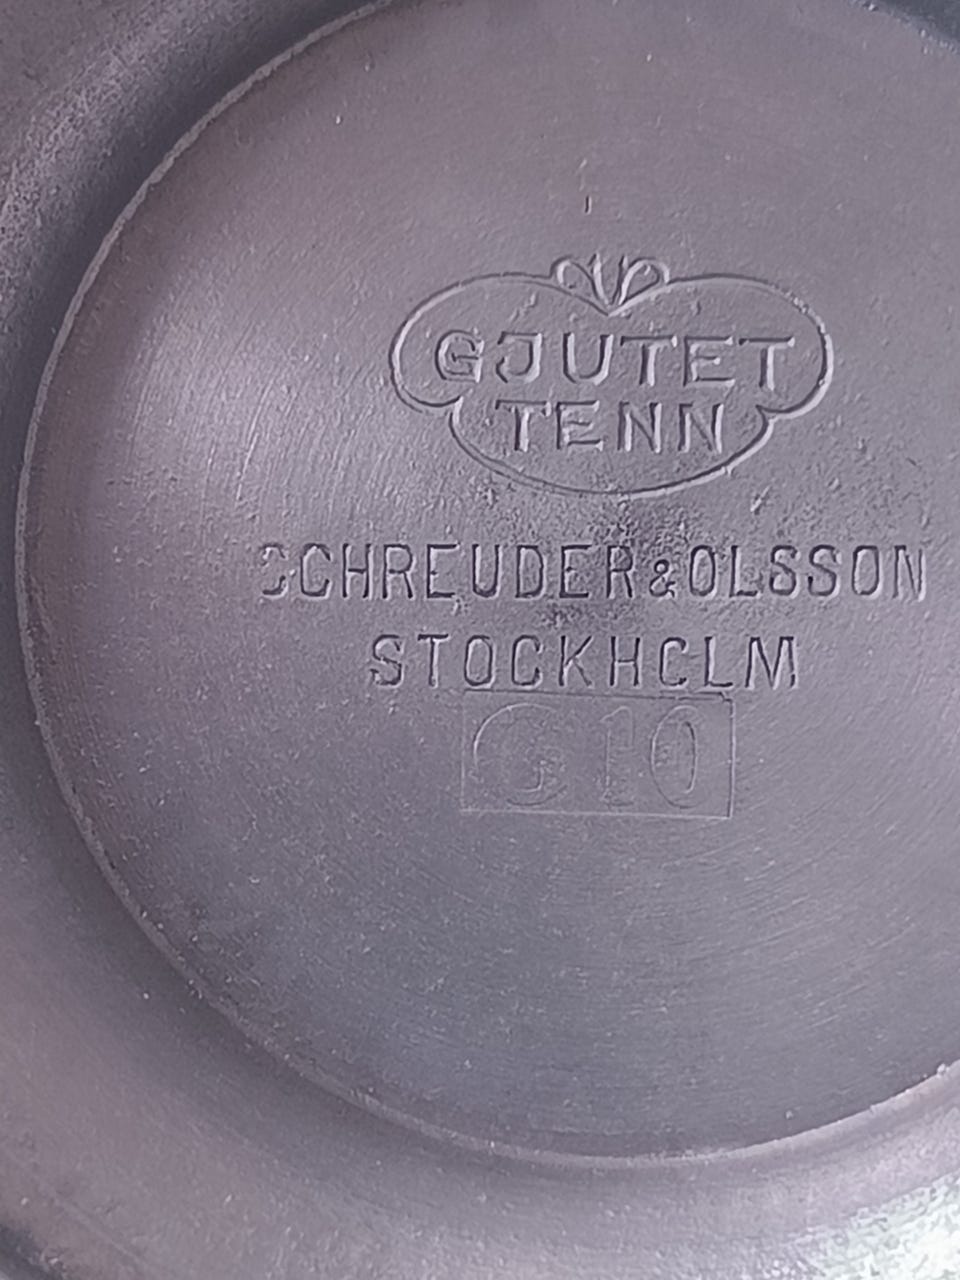 GJUTET
TENN
SCHREUDER & OLSSON
STOCKHOLM
G10